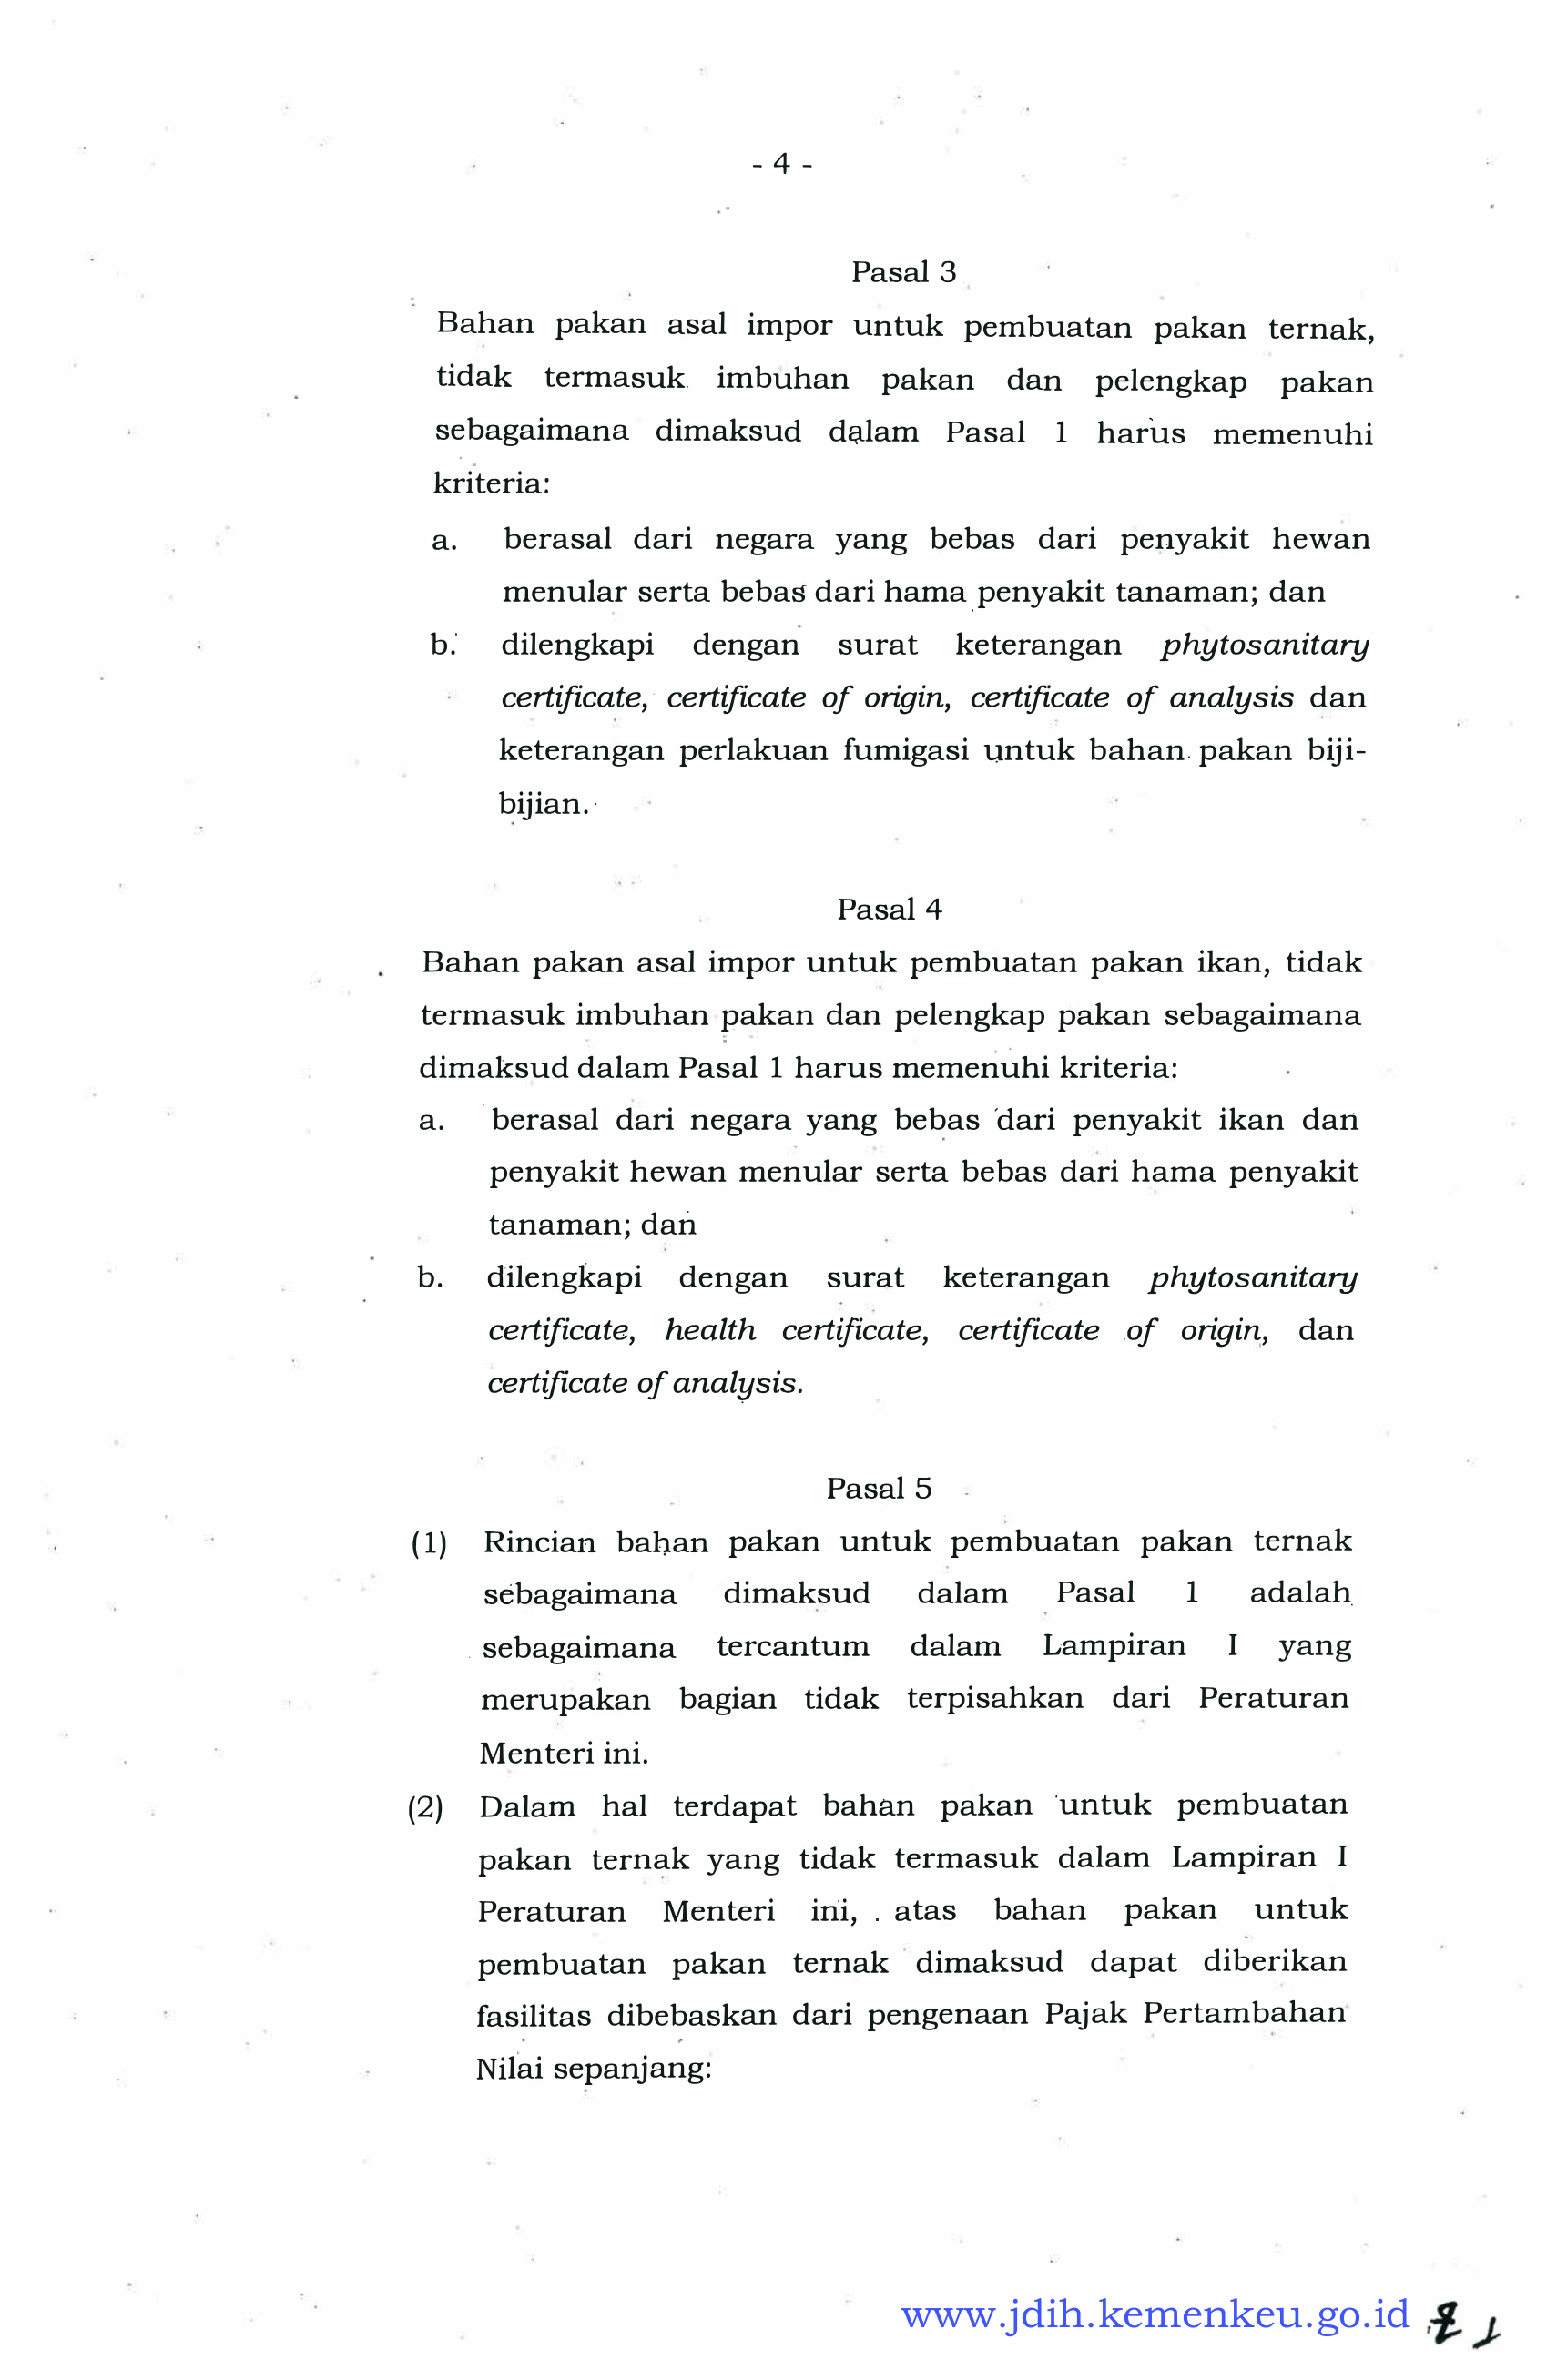 - 4 -
Pasal 3
Bahan pakan asal impor untuk pembuatan pakan ternak,
tidak termasuk imbuhan pakan dan pelengkap pakan
sebagaimana dimaksud dalam Pasal 1 harus memenuhi
kriteria:
a. berasal dari negara yang bebas dari penyakit hewan
menular serta bebas dari hama penyakit tanaman; dan
b. dilengkapi dengan surat keterangan phytosanitary
certificate, certificate of origin, certificate of analysis dan
keterangan perlakuan fumigasi untuk bahan pakan biji-
bijian.
Pasal 4
Bahan pakan asal impor untuk pembuatan pakan ikan, tidak
termasuk imbuhan pakan dan pelengkap pakan sebagaimana
dimaksud dalam Pasal 1 harus memenuhi kriteria:
a. berasal dari negara yang bebas dari penyakit ikan dan
penyakit hewan menular serta bebas dari hama penyakit
tanaman; dan
b. dilengkapi dengan surat keterangan phytosanitary
certificate, health certificate, certificate of origin, dan
certificate of analysis.
Pasal 5
(1) Rincian bahan pakan untuk pembuatan pakan ternak
sebagaimana dimaksud dalam Pasal 1 adalah
sebagaimana tercantum dalam Lampiran I yang
merupakan bagian tidak terpisahkan dari Peraturan
Menteri ini.
(2) Dalam hal terdapat bahan pakan untuk pembuatan
pakan ternak yang tidak termasuk dalam Lampiran I
Peraturan Menteri ini, atas bahan pakan untuk
pembuatan pakan ternak dimaksud dapat diberikan
fasilitas dibebaskan dari pengenaan Pajak Pertambahan
Nilai sepanjang:
www.jdih.kemenkeu.go.id